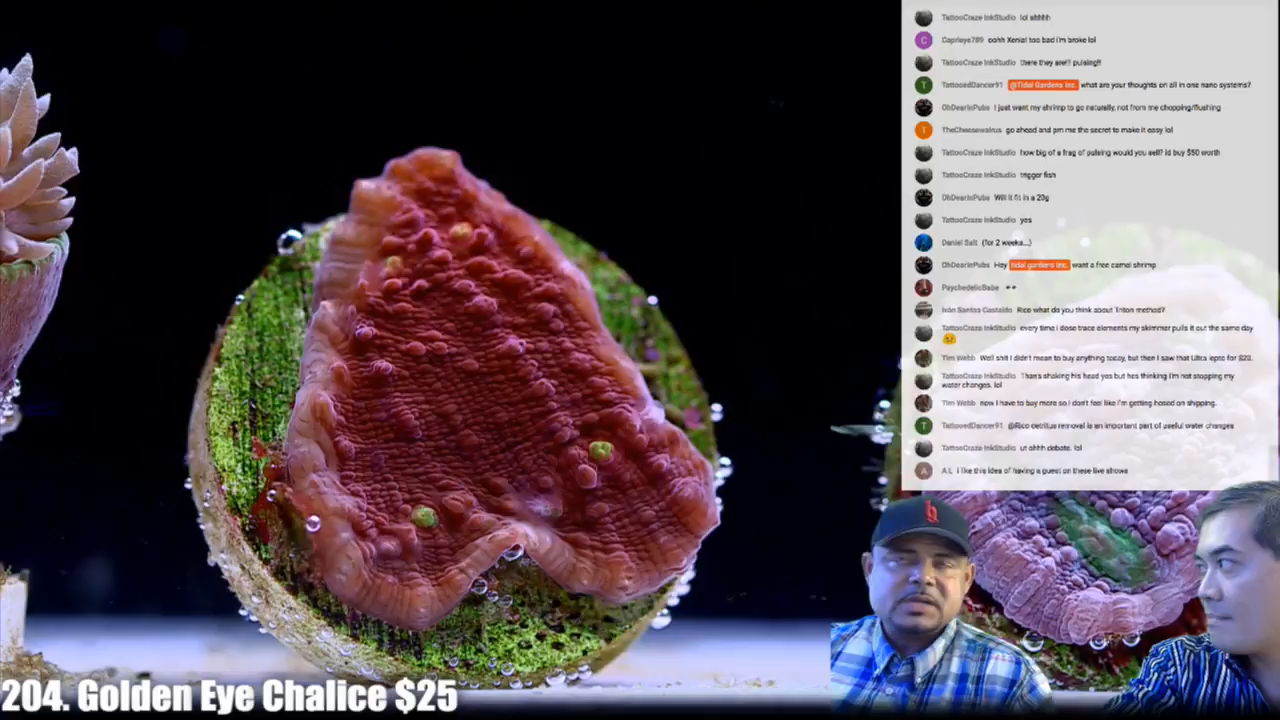 TattooCraze InkStudio lol shhhh
Caprieye789 oohh Xenia! too bad i'm broke lol
TattooCraze InkStudio there they are!!! pulsing!!
TattooedDancer91 @Tidal Gardens Inc. what are your thoughts on all in one nano systems?
OhDearInPubs I just want my shrimp to go naturally, not from me chopping/flushing
TheCheesewalrus go ahead and pm me the secret to make it easy lol
TattooCraze InkStudio how big of a frag of pulsing would you sell? id buy $50 worth
TattooCraze InkStudio trigger fish
OhDearInPubs Will it fit in a 20g
TattooCraze InkStudio yes
Daniel Salt (for 2 weeks...)
OhDearInPubs Hey tidal gardens inc. want a free camel shrimp
PsychedelicBabe
Iván Santos Castaldo Rico what do you think about Triton method?
TattooCraze InkStudio every time i dose trace elements my skimmer pulls it out the same day
Tim Webb Well shit I didn't mean to buy anything today, but then I saw that Ultra lepto for $20.
TattooCraze InkStudio Than's shaking his head yes but hes thinking I'm not stopping my
water changes. lol
Tim Webb now I have to buy more so I don't feel like I'm getting hosed on shipping.
TattooedDancer91 @Rico detritus removal is an important part of useful water changes
TattooCraze InkStudio ut ohhh debate. lol
A L i like this idea of having a guest on these live shows
204. Golden Eye Chalice $25